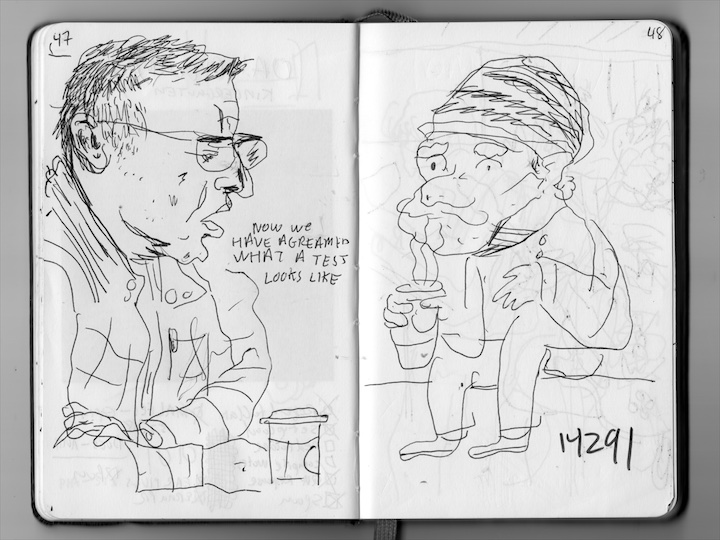 47
NOW WE
HAVE AGREAMED
WHAT A TEST
LOOKS LIKE
48
14291